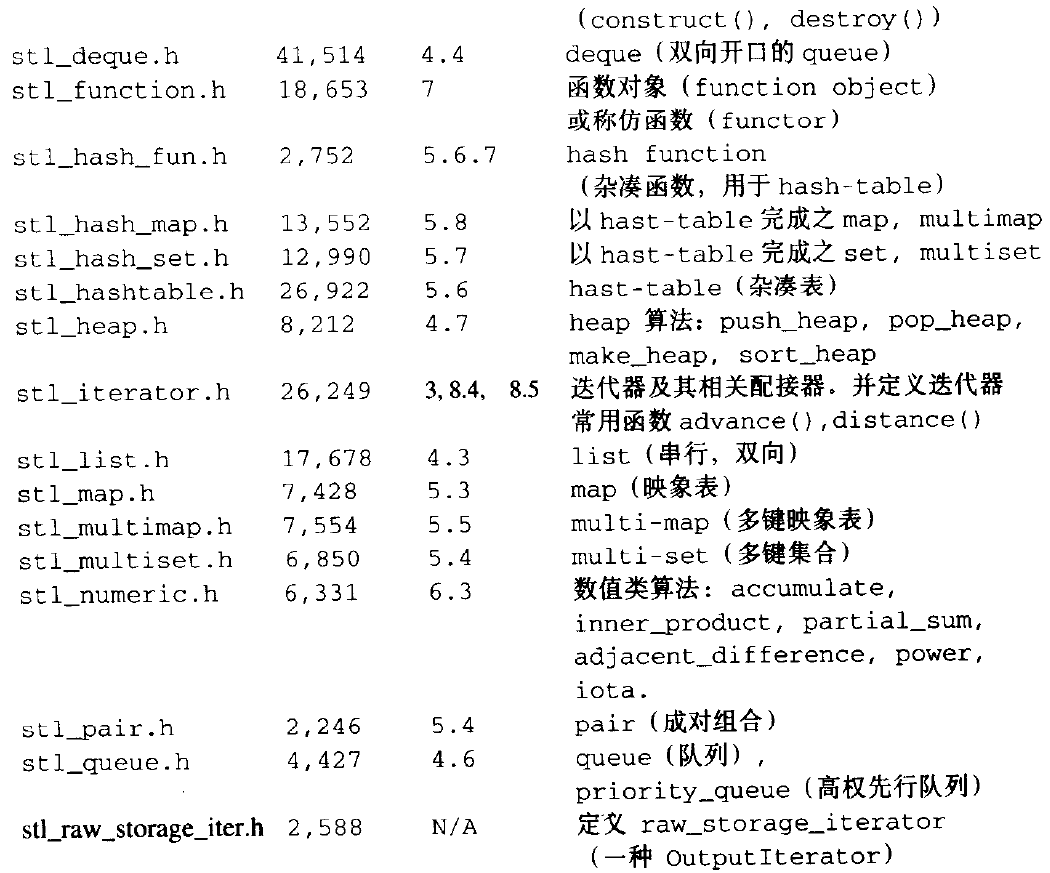 (construct(), destroy())
stl_deque.h 41,514 4.4 deque (双向开口的 queue)
stl_function.h 18,653 7 函数对象 (function object)
或称仿函数 (functor)
stl_hash_fun.h 2,752 5.6.7 hash function
(杂凑函数, 用于 hash-table)
stl_hash_map.h 13,552 5.8 以 hast-table 完成之 map, multimap
stl_hash_set.h 12,990 5.7 以 hast-table 完成之 set, multiset
stl_hashtable.h 26,922 5.6 hast-table (杂凑表)
stl_heap.h 8,212 4.7 heap 算法: push_heap, pop_heap,
make_heap, sort_heap
stl_iterator.h 26,249 3, 8.4, 8.5 迭代器及其相关配接器. 并定义迭代器
常用函数 advance(),distance()
stl_list.h 17,678 4.3 list (串行, 双向)
stl_map.h 7,428 5.3 map (映象表)
stl_multimap.h 7,554 5.5 multi-map (多键映象表)
stl_multiset.h 6,850 5.4 multi-set (多键集合)
stl_numeric.h 6,331 6.3 数值类算法: accumulate,
inner_product, partial_sum,
adjacent_difference, power,
iota.
stl_pair.h 2,246 5.4 pair (成对组合)
stl_queue.h 4,427 4.6 queue (队列),
priority_queue (高权先行队列)
stl_raw_storage_iter.h 2,588 N/A 定义 raw_storage_iterator
(一种 OutputIterator)